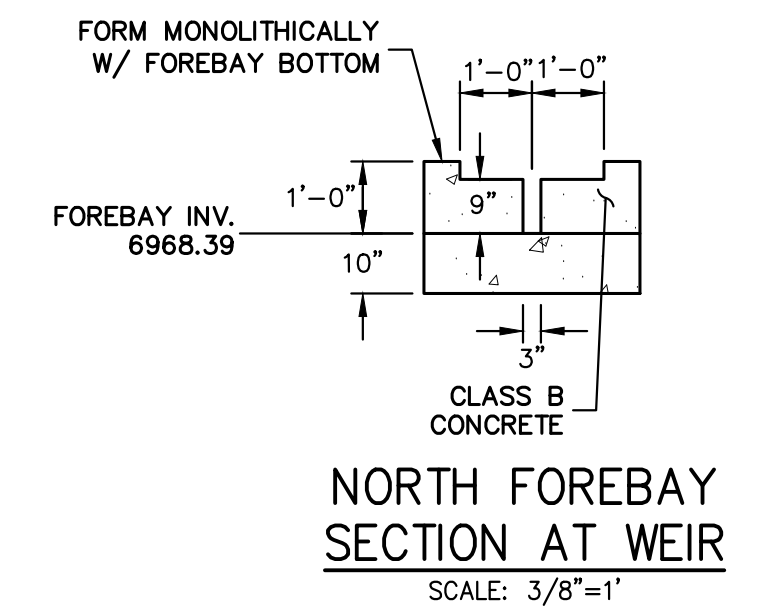 FORM MONOLITHICALLY
W/ FOREBAY BOTTOM
1'-0" 1'-0"
1'-0"
9"
FOREBAY INV.
6968.39
10"
3"
CLASS B
CONCRETE
NORTH FOREBAY
SECTION AT WEIR
SCALE: 3/8"=1'